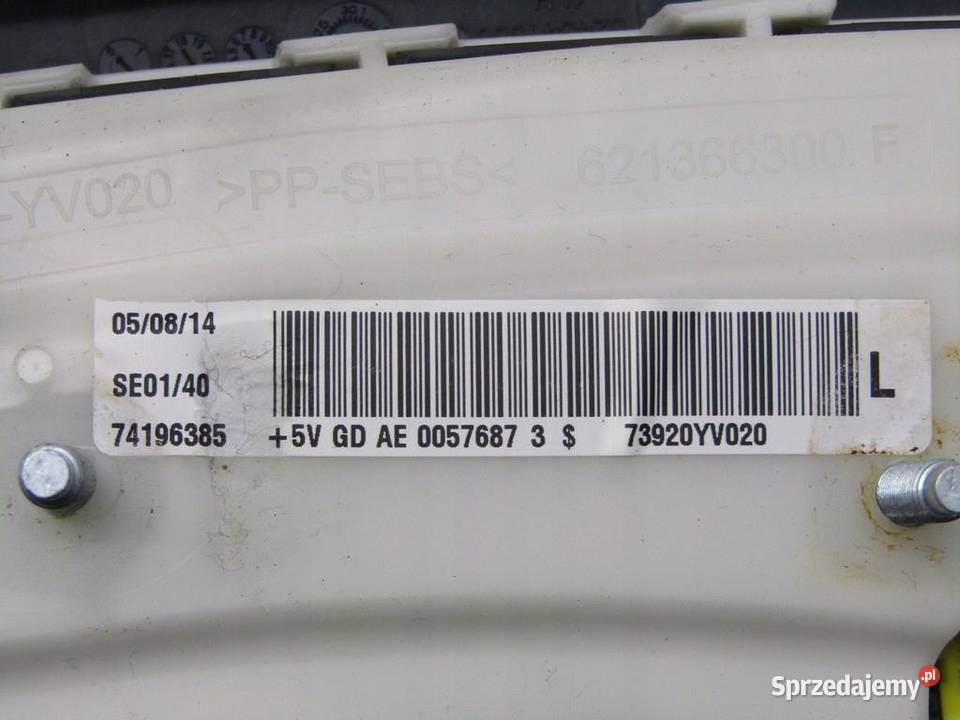 -YV020 >PP-SEBS< 621366300 F
05/08/14
SE01/40
L
74196385 +5V GD AE 0057687 3 $ 73920YV020
Sprzedajemy.pl